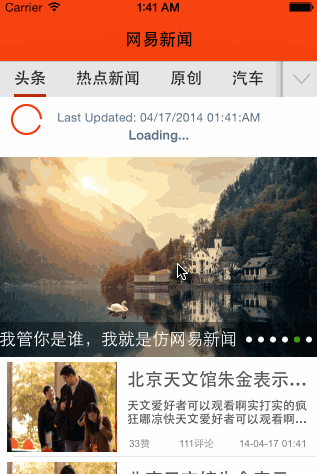 Carrier 1:41 AM
网易新闻
头条 热点新闻 原创 汽车
Last Updated: 04/17/2014 01:41:AM
Loading...
我管你是谁，我就是仿网易新闻
北京天文馆朱金表示...
天文爱好者可以观看啊实打实的疯
狂哪凉快天文爱好者可以观看啊...
33赞 111评论 14-04-17 01:41